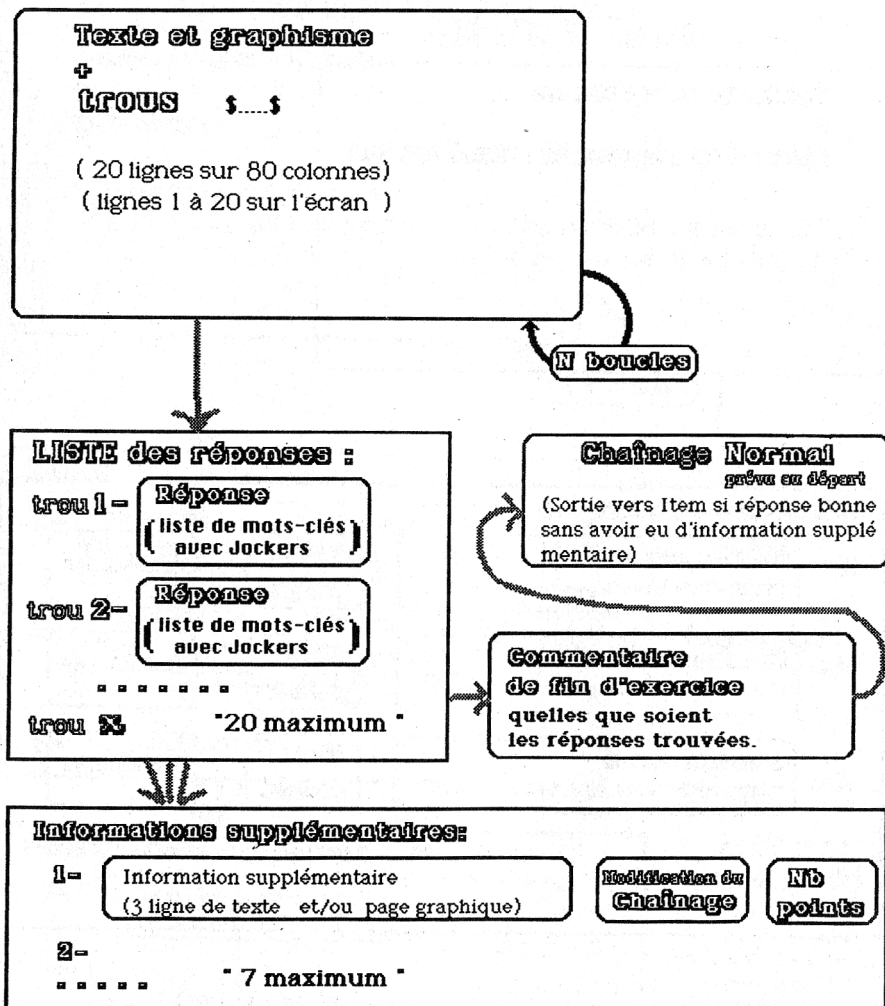 Texte et graphisme
+
trous $.....$
( 20 lignes sur 80 colonnes)
( lignes 1 à 20 sur l'écran )
N boucles
LISTE des réponses :
trou 1- Réponse
(liste de mots-clés
avec Jockers)
trou 2- Réponse
(liste de mots-clés
avec Jockers)
.......
trou X. "20 maximum "
Chaînage Normal
prévu au départ
(Sortie vers Item si réponse bonne
sans avoir eu d'information supplé
mentaire)
Commentaire
de fin d'exercice
quelles que soient
les réponses trouvées.
Informations supplémentaires:
1- Information supplémentaire
(3 ligne de texte et/ou page graphique)
Modification du
Chaînage
Nb
points
2-
..... " 7 maximum "